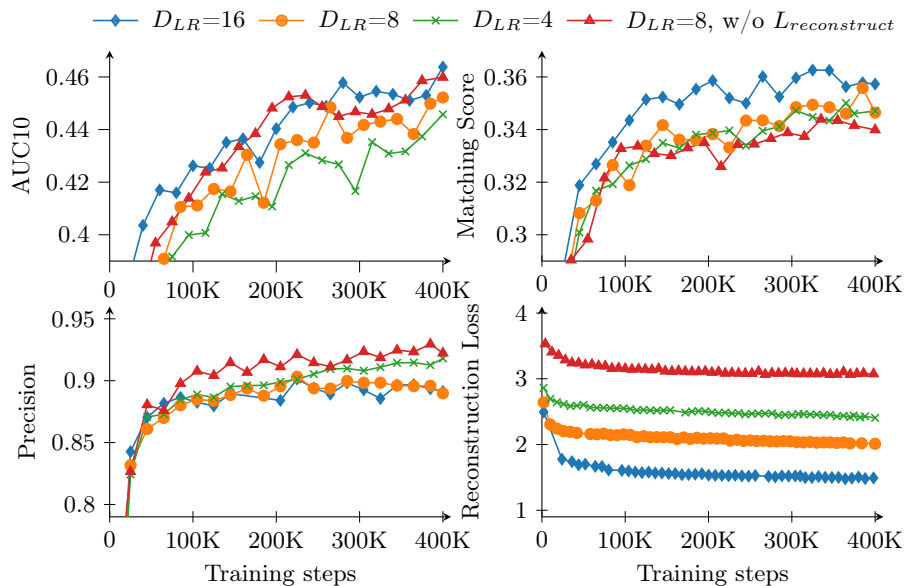 D_LR=16 D_LR=8 D_LR=4 D_LR=8, w/o L_reconstruct
AUC10
0.46
0.44
0.42
0.4
0 100K 200K 300K 400K
Matching Score
0.36
0.34
0.32
0.3
0 100K 200K 300K 400K
Precision
0.95
0.9
0.85
0.8
0 100K 200K 300K 400K
Training steps
Reconstruction Loss
4
3
2
1
0 100K 200K 300K 400K
Training steps